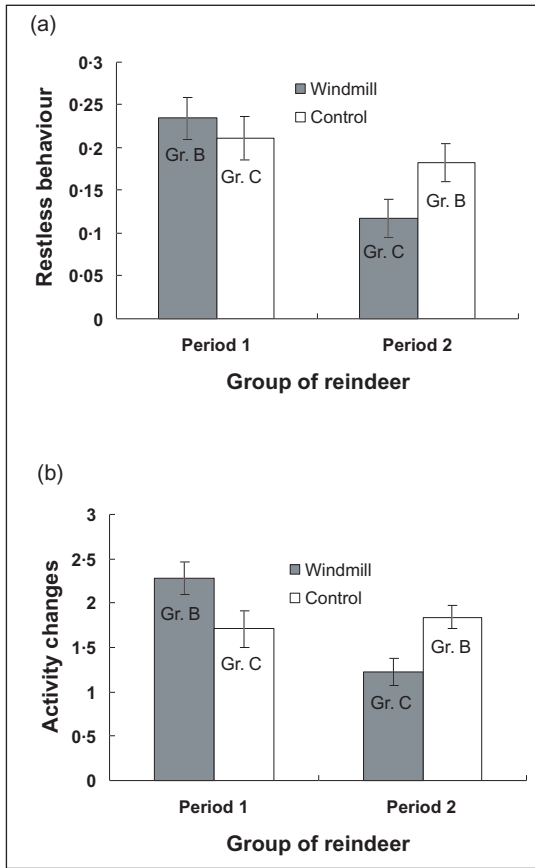 (a)
0·3
0·25
0·2
0·15
0·1
0·05
0
Restless behaviour
Windmill
Control
Gr. B
Gr. C
Gr. C
Gr. B
Period 1
Period 2
Group of reindeer
(b)
3
2·5
2
1·5
1
0·5
0
Activity changes
Windmill
Control
Gr. B
Gr. C
Gr. C
Gr. B
Period 1
Period 2
Group of reindeer